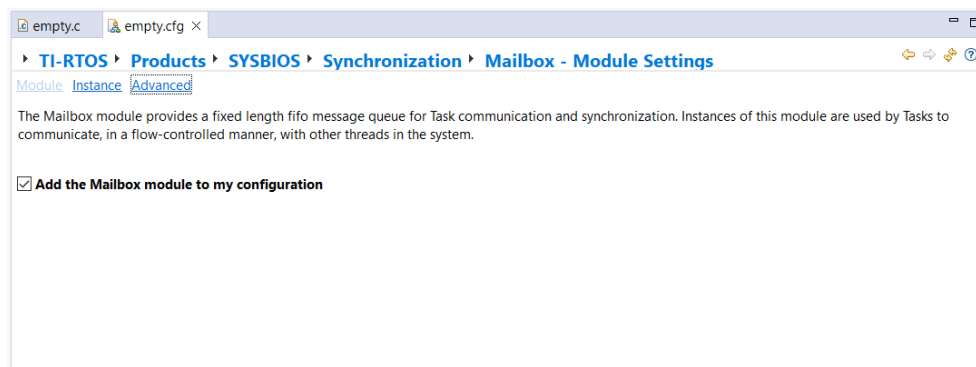 empty.c
empty.cfg
TI-RTOS Products SYSBIOS Synchronization Mailbox - Module Settings
Module Instance Advanced
The Mailbox module provides a fixed length fifo message queue for Task communication and synchronization. Instances of this module are used by Tasks to
communicate, in a flow-controlled manner, with other threads in the system.
Add the Mailbox module to my configuration